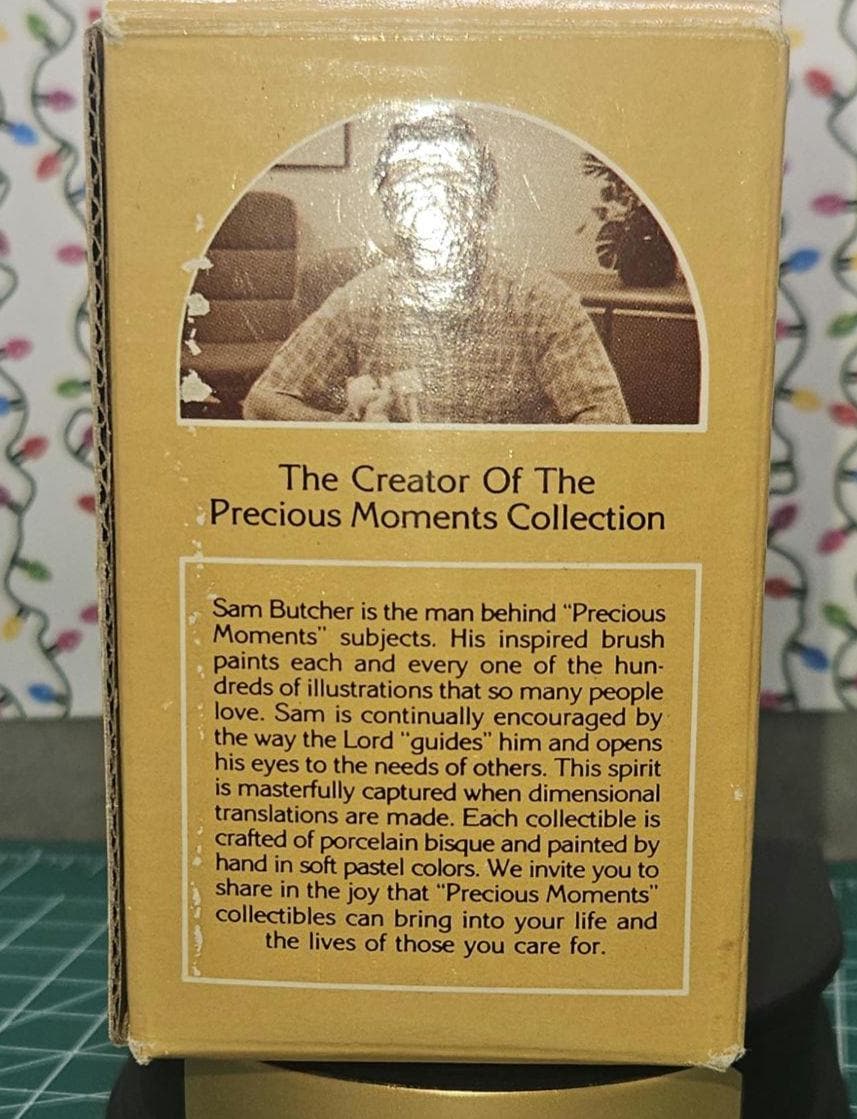 The Creator Of The
Precious Moments Collection
Sam Butcher is the man behind "Precious
Moments" subjects. His inspired brush
paints each and every one of the hun-
dreds of illustrations that so many people
love. Sam is continually encouraged by
the way the Lord "guides" him and opens
his eyes to the needs of others. This spirit
is masterfully captured when dimensional
translations are made. Each collectible is
crafted of porcelain bisque and painted by
hand in soft pastel colors. We invite you to
share in the joy that "Precious Moments"
collectibles can bring into your life and
the lives of those you care for.